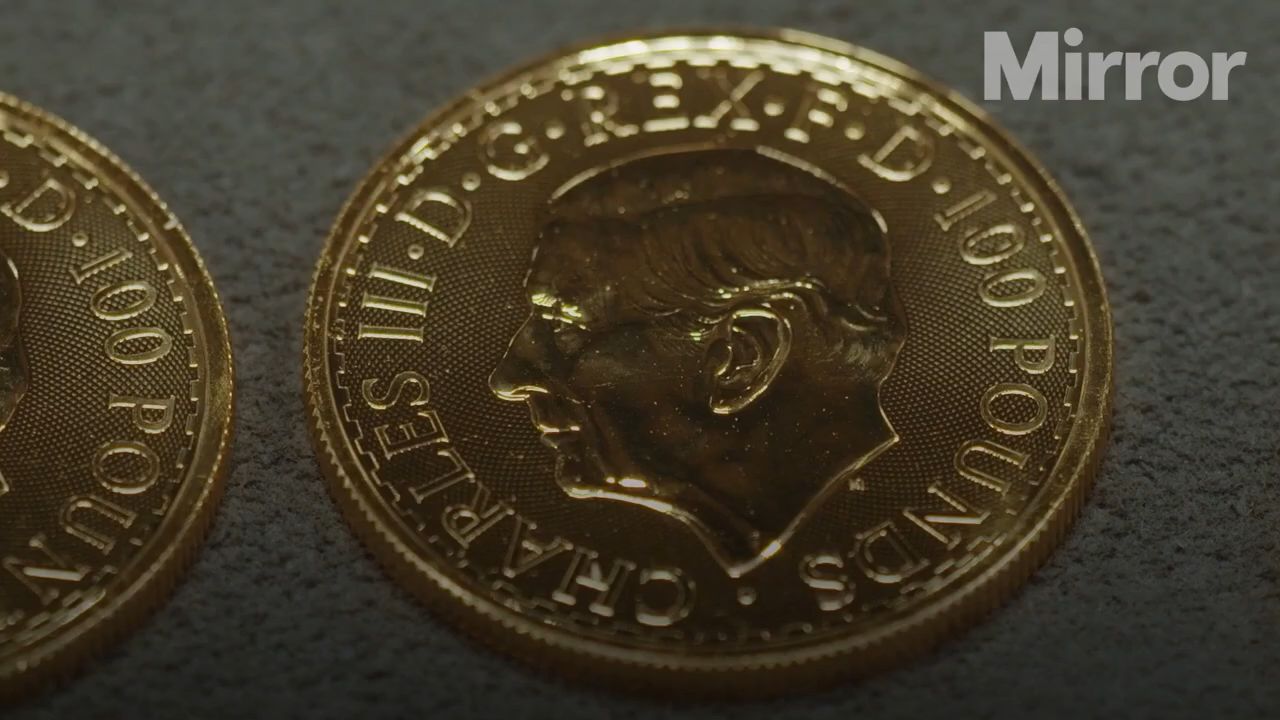 Mirror
CHARLES III · D · G · REX · F · D · 100 POUNDS ·
D · 100 POUN